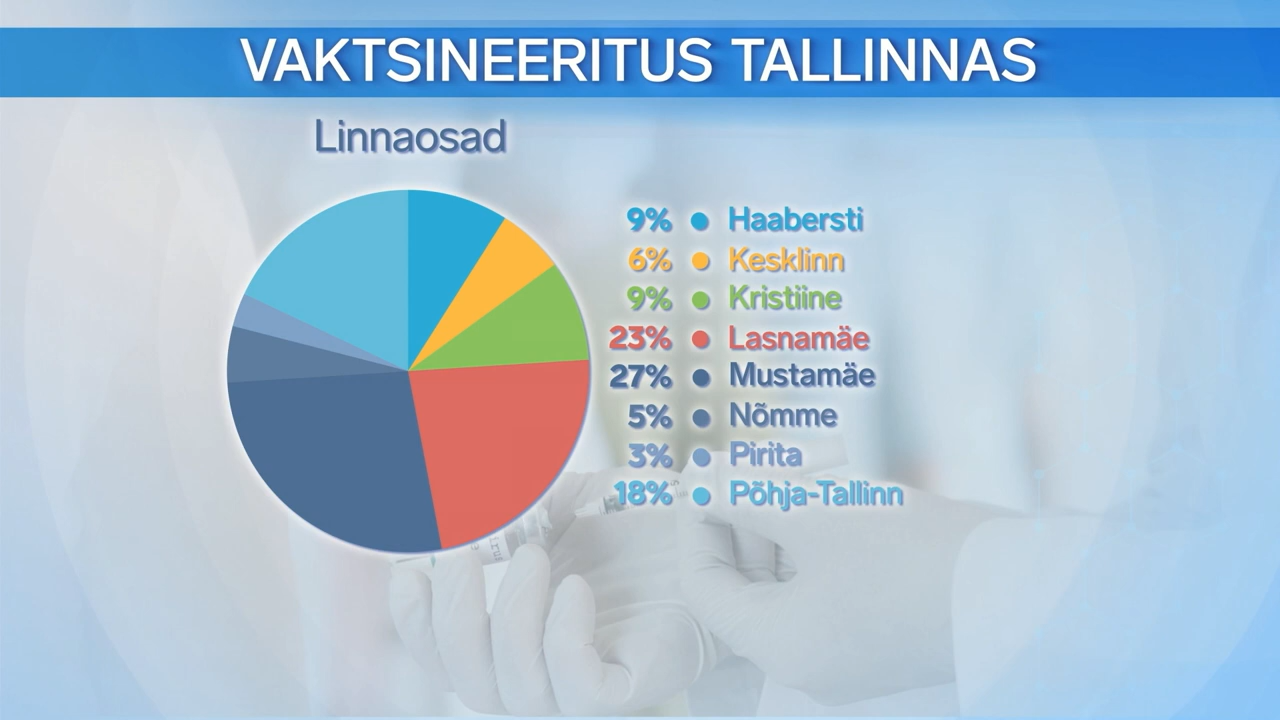 VAKTSINEERITUS TALLINNAS
Linnaosad
9% Haabersti
6% Kesklinn
9% Kristiine
23% Lasnamäe
27% Mustamäe
5% Nõmme
3% Pirita
18% Põhja-Tallinn